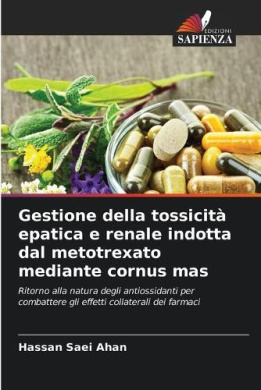 EDIZIONI
SAPIENZA
Gestione della tossicità
epatica e renale indotta
dal metotrexato
mediante cornus mas
Ritorno alla natura degli antiossidanti per
combattere gli effetti collaterali dei farmaci
Hassan Saei Ahan